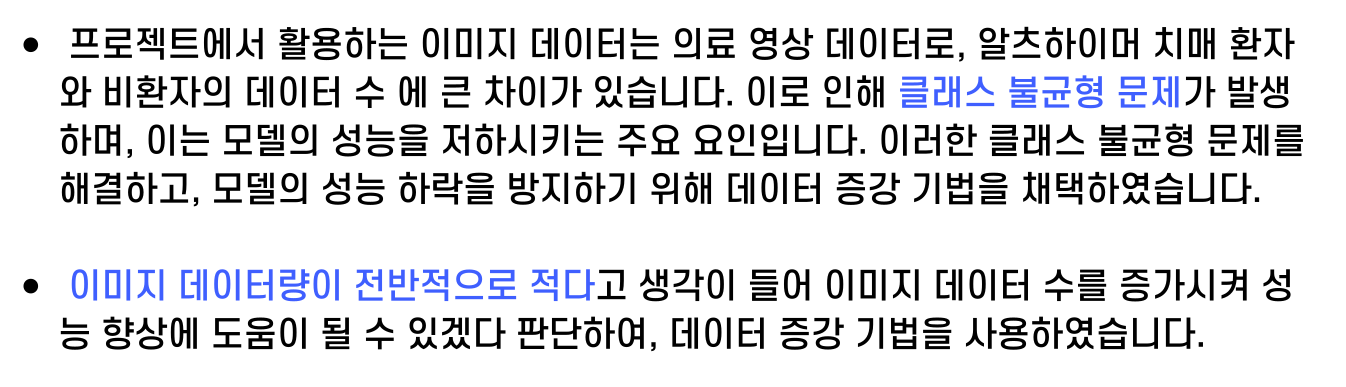 • 프로젝트에서 활용하는 이미지 데이터는 의료 영상 데이터로, 알츠하이머 치매 환자
와 비환자의 데이터 수 에 큰 차이가 있습니다. 이로 인해 클래스 불균형 문제가 발생
하며, 이는 모델의 성능을 저하시키는 주요 요인입니다. 이러한 클래스 불균형 문제를
해결하고, 모델의 성능 하락을 방지하기 위해 데이터 증강 기법을 채택하였습니다.
• 이미지 데이터량이 전반적으로 적다고 생각이 들어 이미지 데이터 수를 증가시켜 성
능 향상에 도움이 될 수 있겠다 판단하여, 데이터 증강 기법을 사용하였습니다.